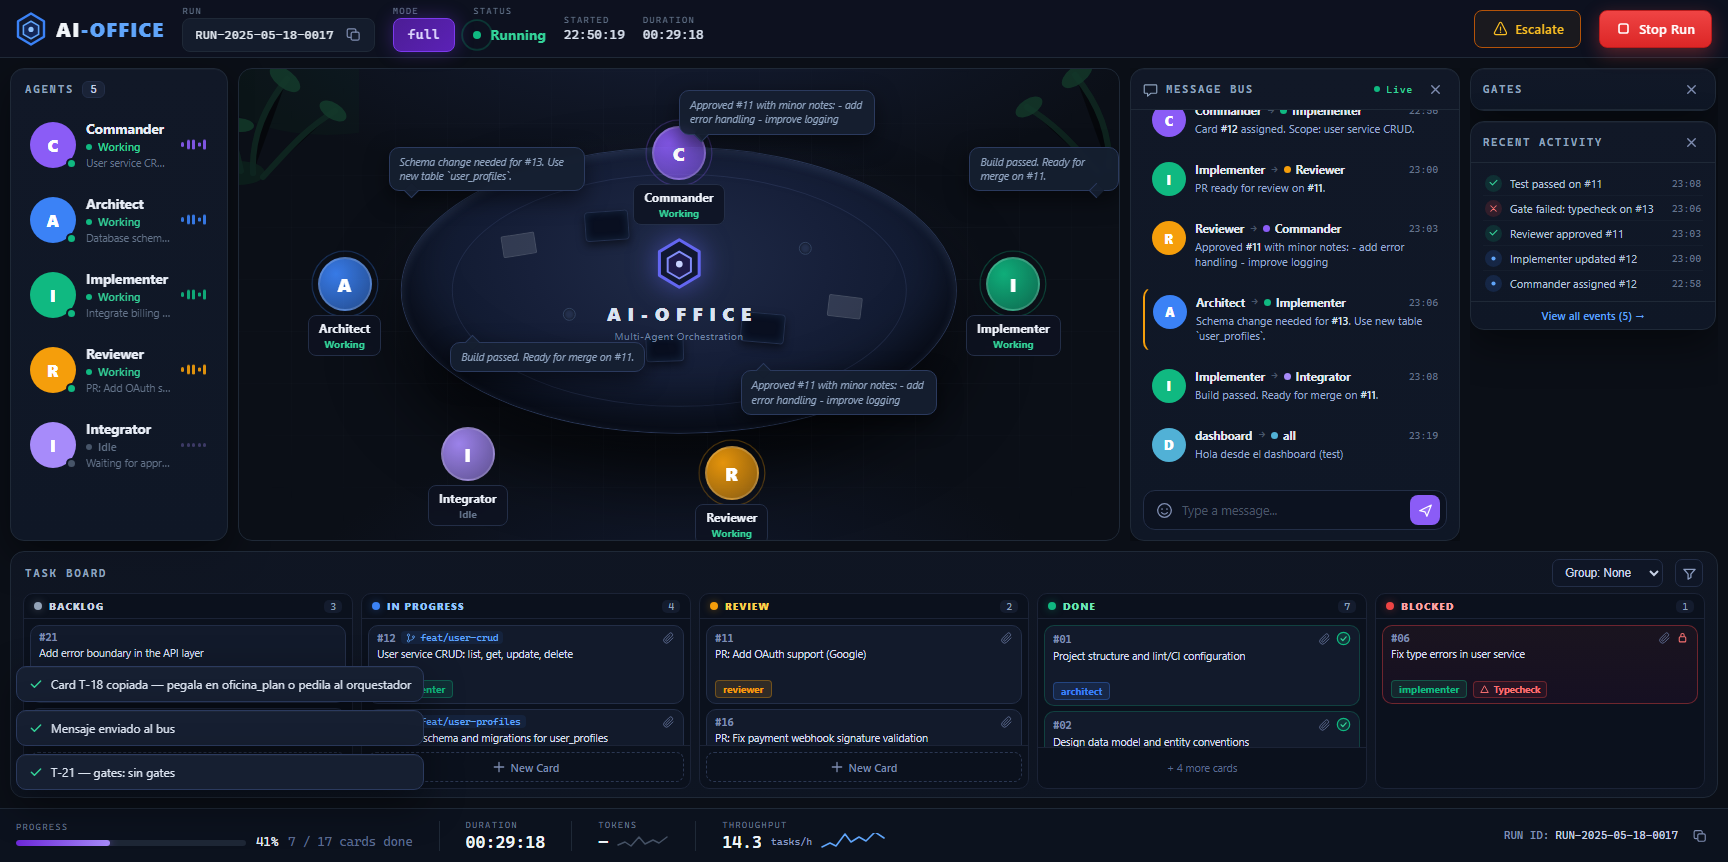 AI-OFFICE
RUN
RUN-2025-05-18-0017
MODE
full
STATUS
Running
STARTED
22:50:19
DURATION
00:29:18
Escalate
Stop Run
AGENTS 5
C
Commander
Working
User service CR...
A
Architect
Working
Database schem...
I
Implementer
Working
Integrate billing ...
R
Reviewer
Working
PR: Add OAuth s...
I
Integrator
Idle
Waiting for appr...
Approved #11 with minor notes: - add
error handling - improve logging
Schema change needed for #13. Use
new table `user_profiles`.
Build passed. Ready for
merge on #11.
C
Commander
Working
A
Architect
Working
I
Implementer
Working
AI-OFFICE
Multi-Agent Orchestration
Build passed. Ready for merge on #11.
Approved #11 with minor notes: - add
error handling - improve logging
I
Integrator
Idle
R
Reviewer
Working
MESSAGE BUS
Live
C
Commander → Implementer 22:58
Card #12 assigned. Scope: user service CRUD.
I
Implementer → Reviewer 23:00
PR ready for review on #11.
R
Reviewer → Commander 23:03
Approved #11 with minor notes: - add error
handling - improve logging
A
Architect → Implementer 23:06
Schema change needed for #13. Use new table
`user_profiles`.
I
Implementer → Integrator 23:08
Build passed. Ready for merge on #11.
D
dashboard → all 23:19
Hola desde el dashboard (test)
Type a message...
GATES
RECENT ACTIVITY
Test passed on #11 23:08
Gate failed: typecheck on #13 23:06
Reviewer approved #11 23:03
Implementer updated #12 23:00
Commander assigned #12 22:58
View all events (5) →
TASK BOARD
Group: None
BACKLOG 3
#21
Add error boundary in the API layer
IN PROGRESS 4
#12 feat/user-crud
User service CRUD: list, get, update, delete
enter
feat/user-profiles
schema and migrations for user_profiles
+ New Card
REVIEW 2
#11
PR: Add OAuth support (Google)
reviewer
#16
PR: Fix payment webhook signature validation
+ New Card
DONE 7
#01
Project structure and lint/CI configuration
architect
#02
Design data model and entity conventions
+ 4 more cards
BLOCKED 1
#06
Fix type errors in user service
implementer
Typecheck
Card T-18 copiada — pegala en oficina_plan o pedila al orquestador
Mensaje enviado al bus
T-21 — gates: sin gates
PROGRESS
41% 7 / 17 cards done
DURATION
00:29:18
TOKENS
—
THROUGHPUT
14.3 tasks/h
RUN ID: RUN-2025-05-18-0017